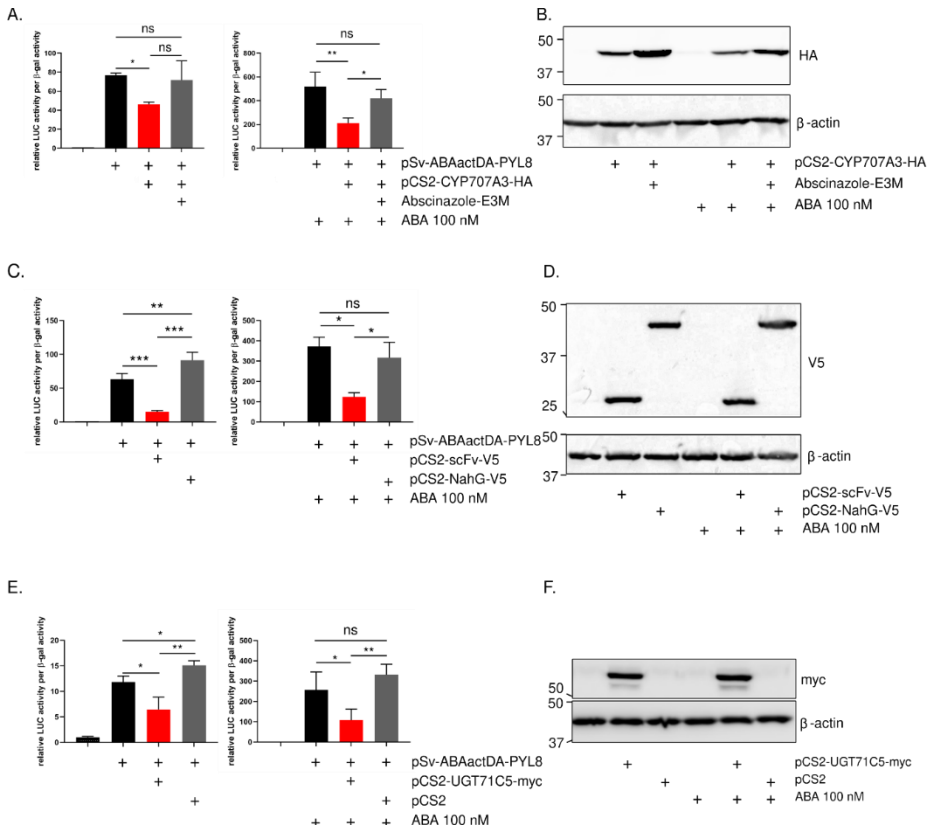 A.
relative LUC activity per β-gal activity
100
80
60
40
20
0
ns
ns
*
+ + +
+ +
+
relative LUC activity per β-gal activity
800
600
400
200
0
ns
**
*
+ + + pSv-ABAactDA-PYL8
+ + pCS2-CYP707A3-HA
+ Abscinazole-E3M
+ + + ABA 100 nM
B.
50
37
HA
50
37
β-actin
+ + + + pCS2-CYP707A3-HA
+ + Abscinazole-E3M
+ + + ABA 100 nM
C.
relative LUC activity per β-gal activity
150
100
50
0
**
***
***
+ + +
+
+
relative LUC activity per β-gal activity
500
400
300
200
100
0
ns
*
*
+ + + pSv-ABAactDA-PYL8
+ pCS2-scFv-V5
+ pCS2-NahG-V5
+ + + ABA 100 nM
D.
50
37
25
V5
50
37
β-actin
+ + pCS2-scFv-V5
+ + pCS2-NahG-V5
+ + + ABA 100 nM
E.
relative LUC activity per β-gal activity
20
15
10
5
0
*
*
**
+ + +
+
+
relative LUC activity per β-gal activity
500
400
300
200
100
0
ns
*
**
+ + + pSv-ABAactDA-PYL8
+ pCS2-UGT71C5-myc
+ pCS2
+ + + ABA 100 nM
F.
50
myc
50
37
β-actin
+ + pCS2-UGT71C5-myc
+ + pCS2
+ + + ABA 100 nM